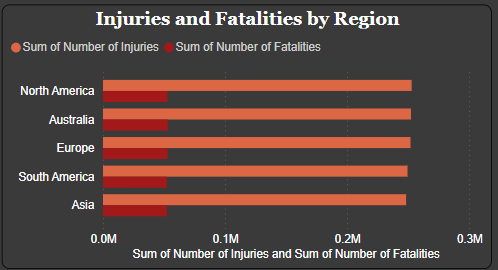 Injuries and Fatalities by Region
Sum of Number of Injuries Sum of Number of Fatalities
North America
Australia
Europe
South America
Asia
0.0M 0.1M 0.2M 0.3M
Sum of Number of Injuries and Sum of Number of Fatalities